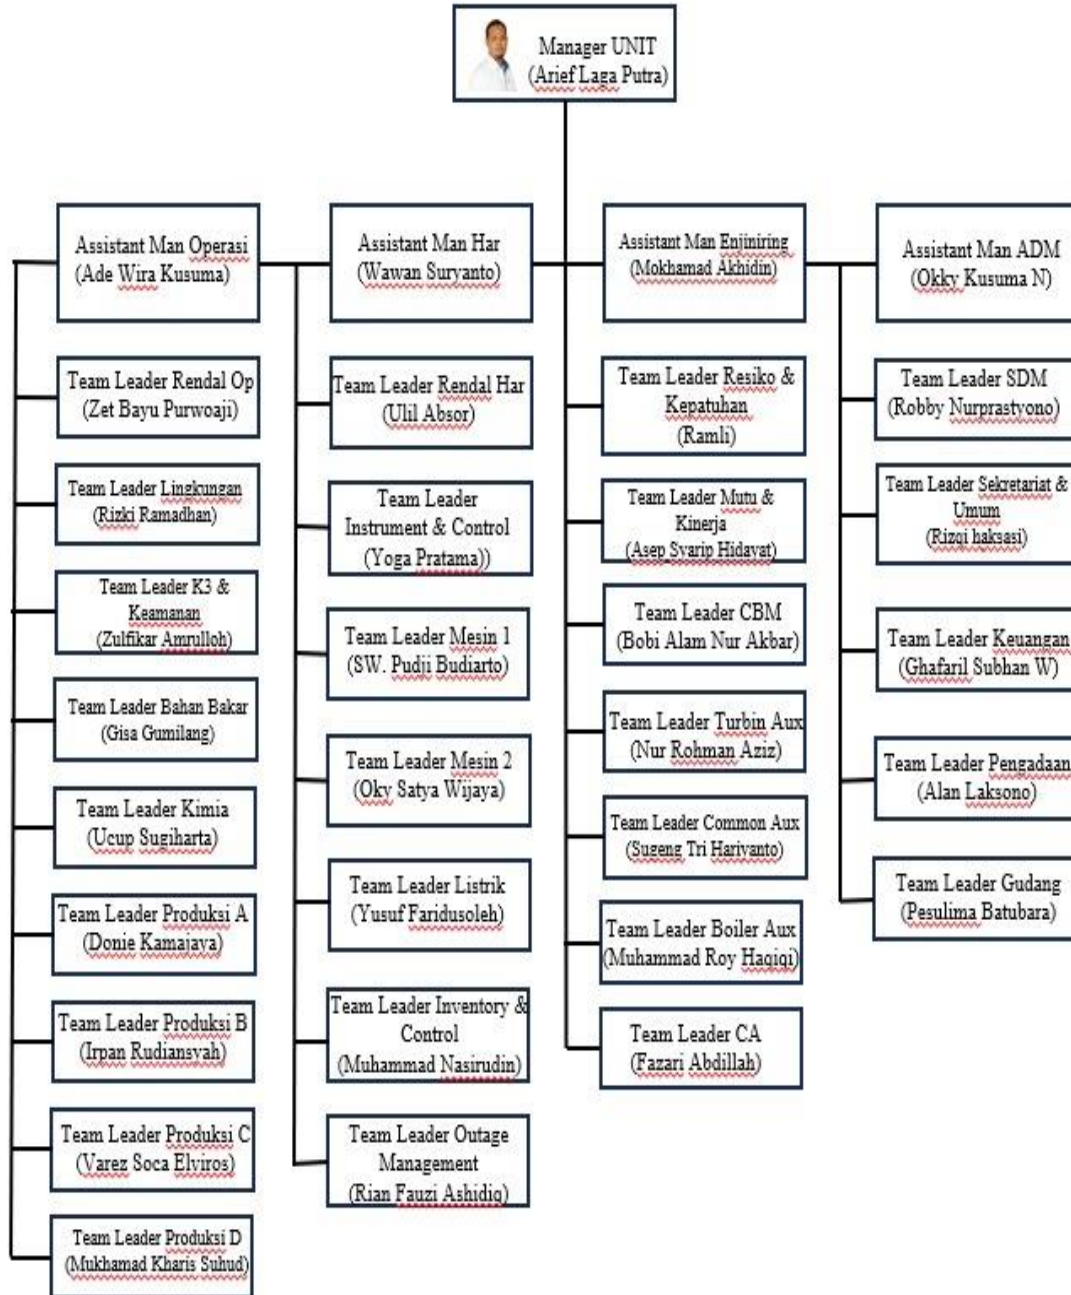 Manager UNIT
(Arief Laga Putra)
Assistant Man Operasi
(Ade Wira Kusuma)
Team Leader Rendal Op
(Zet Bayu Purwoaji)
Team Leader Lingkungan
(Rizki Ramadhan)
Team Leader K3 &
Keamanan
(Zulfikar Amrulloh)
Team Leader Bahan Bakar
(Gisa Gumilang)
Team Leader Kimia
(Ucup Sugiharta)
Team Leader Produksi A
(Donie Kamajaya)
Team Leader Produksi B
(Irpan Rudiansyah)
Team Leader Produksi C
(Varez Soca Elviros)
Team Leader Produksi D
(Mukhamad Kharis Suhud)
Assistant Man Har
(Wawan Suryanto)
Team Leader Rendal Har
(Ulil Absor)
Team Leader
Instrument & Control
(Yoga Pratama))
Team Leader Mesin 1
(SW. Pudji Budiarto)
Team Leader Mesin 2
(Oky Satya Wijaya)
Team Leader Listrik
(Yusuf Faridusoleh)
Team Leader Inventory &
Control
(Muhammad Nasirudin)
Team Leader Outage
Management
(Rian Fauzi Ashidiq)
Assistant Man Enjiniring
(Mokhamad Akhidin)
Team Leader Resiko &
Kepatuhan
(Ramli)
Team Leader Mutu &
Kinerja
(Asep Syarip Hidayat)
Team Leader CBM
(Bobi Alam Nur Akbar)
Team Leader Turbin Aux
(Nur Rohman Aziz)
Team Leader Common Aux
(Sugeng Tri Hariyanto)
Team Leader Boiler Aux
(Muhammad Roy Haqiqi)
Team Leader CA
(Fazari Abdillah)
Assistant Man ADM
(Okky Kusuma N)
Team Leader SDM
(Robby Nurprastyono)
Team Leader Sekretariat &
Umum
(Rizqi haksasi)
Team Leader Keuangan
(Ghafaril Subhan W)
Team Leader Pengadaan
(Alan Laksono)
Team Leader Gudang
(Pesulima Batubara)